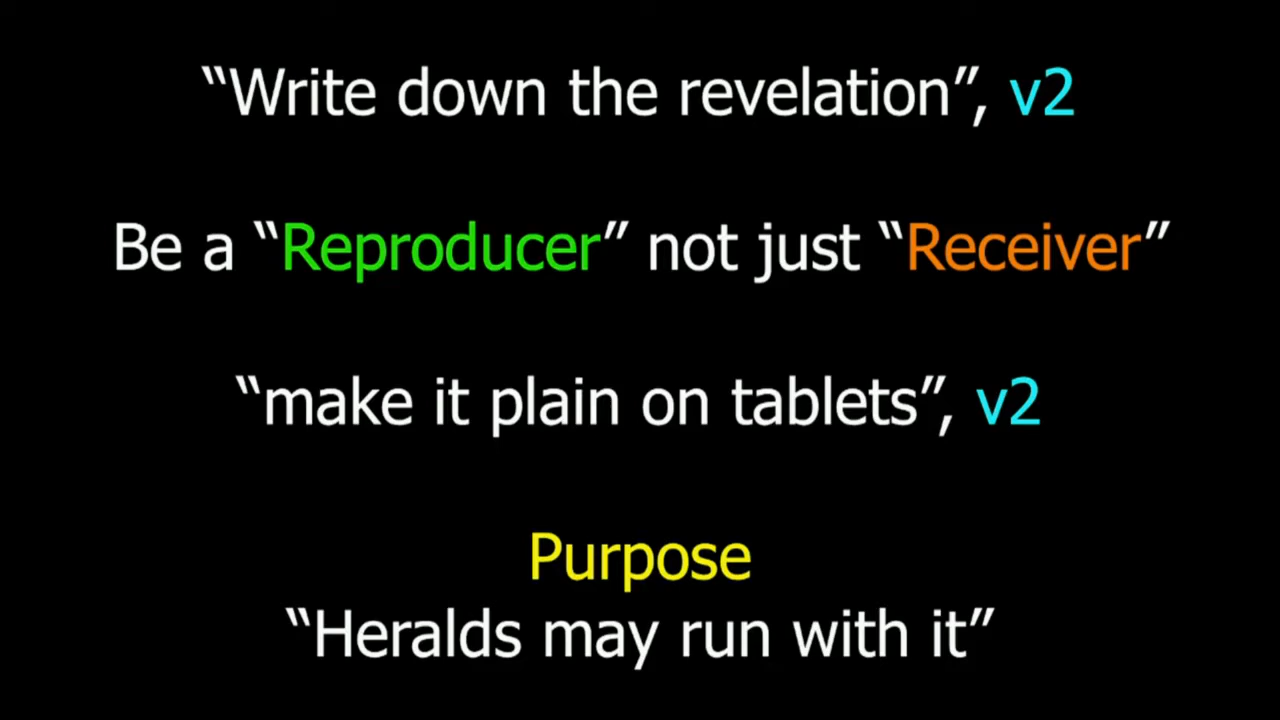 “Write down the revelation”, v2
Be a “Reproducer” not just “Receiver”
“make it plain on tablets”, v2
Purpose
“Heralds may run with it”